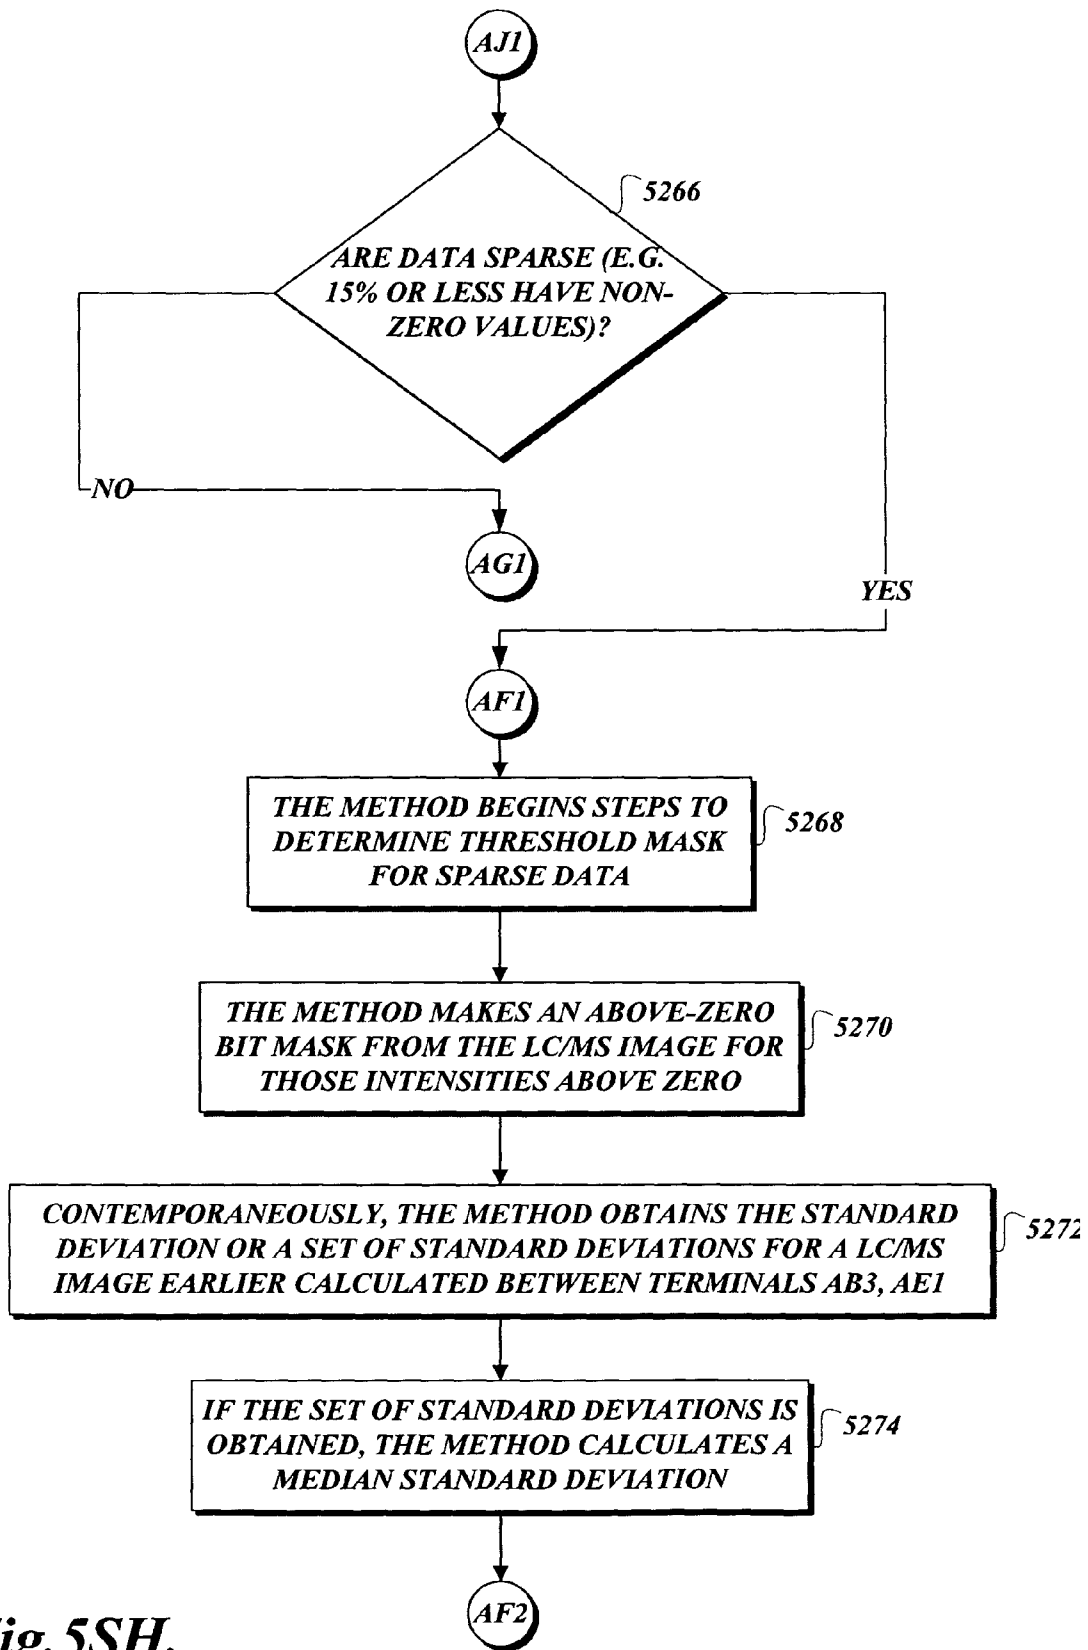 AJ1
5266
ARE DATA SPARSE (E.G.
15% OR LESS HAVE NON-
ZERO VALUES)?
NO
AG1
YES
AF1
THE METHOD BEGINS STEPS TO
DETERMINE THRESHOLD MASK
FOR SPARSE DATA
5268
THE METHOD MAKES AN ABOVE-ZERO
BIT MASK FROM THE LC/MS IMAGE FOR
THOSE INTENSITIES ABOVE ZERO
5270
CONTEMPORANEOUSLY, THE METHOD OBTAINS THE STANDARD
DEVIATION OR A SET OF STANDARD DEVIATIONS FOR A LC/MS
IMAGE EARLIER CALCULATED BETWEEN TERMINALS AB3, AE1
5272
IF THE SET OF STANDARD DEVIATIONS IS
OBTAINED, THE METHOD CALCULATES A
MEDIAN STANDARD DEVIATION
5274
AF2
ig. 5SH.